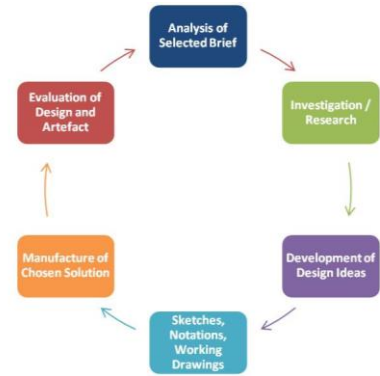 Analysis of
Selected Brief
Investigation /
Research
Development of
Design Ideas
Sketches,
Notations,
Working
Drawings
Manufacture of
Chosen Solution
Evaluation of
Design and
Artefact